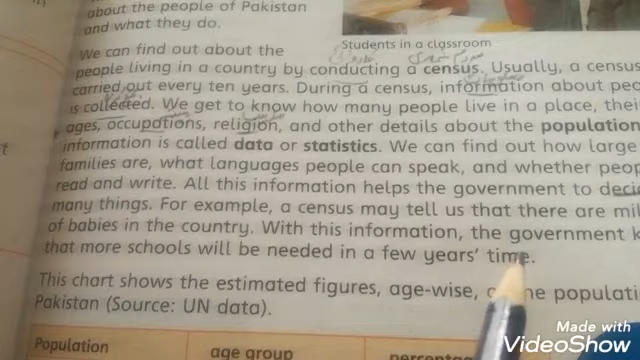 about the people of Pakistan
and what they do.
Students in a classroom
We can find out about the
people living in a country by conducting a census. Usually, a census
carried out every ten years. During a census, information about peo
is collected. We get to know how many people live in a place, thei
ages, occupations, religion, and other details about the population
information is called data or statistics. We can find out how large
families are, what languages people can speak, and whether peop
read and write. All this information helps the government to deci
many things. For example, a census may tell us that there are mil
of babies in the country. With this information, the government k
that more schools will be needed in a few years' time.
This chart shows the estimated figures, age-wise, of the populati
Pakistan (Source: UN data).
Population age group percentag
Made with
VideoShow